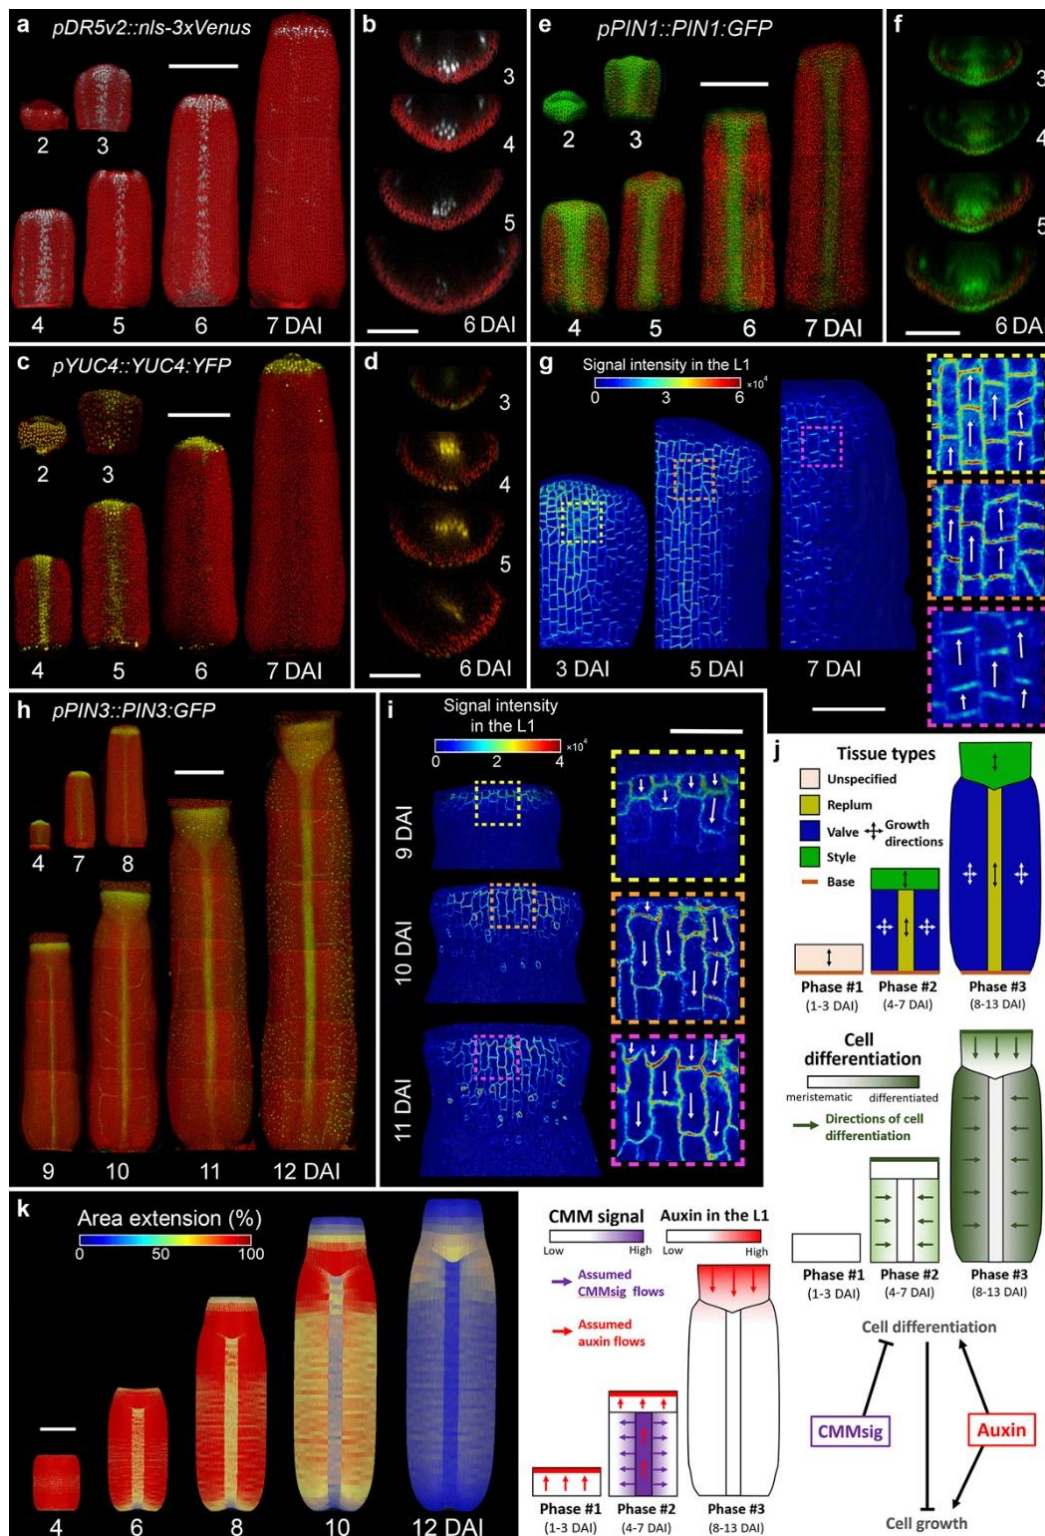 a pDR5v2::nls-3xVenus
2
3
4
5
6
7 DAI
b
3
4
5
6 DAI
e pPIN1::PIN1:GFP
2
3
4
5
6
7 DAI
f
3
4
5
6 DAI
c pYUC4::YUC4:YFP
2
3
4
5
6
7 DAI
d
3
4
5
6 DAI
g
Signal intensity in the L1
×10⁴
0 3 6
3 DAI
5 DAI
7 DAI
h pPIN3::PIN3:GFP
4
7
8
9
10
11
12 DAI
i
Signal intensity
in the L1
×10⁴
0 2 4
9 DAI
10 DAI
11 DAI
j
Tissue types
Unspecified
Replum
Valve
Growth
directions
Style
Base
Phase #1
(1-3 DAI)
Phase #2
(4-7 DAI)
Phase #3
(8-13 DAI)
Cell
differentiation
meristematic
differentiated
Directions of cell
differentiation
Phase #1
(1-3 DAI)
Phase #2
(4-7 DAI)
Phase #3
(8-13 DAI)
k
Area extension (%)
0 50 100
4
6
8
10
12 DAI
CMM signal
Low High
Auxin in the L1
Low High
Assumed
CMMsig flows
Assumed
auxin flows
Phase #1
(1-3 DAI)
Phase #2
(4-7 DAI)
Phase #3
(8-13 DAI)
Cell differentiation
CMMsig
Auxin
Cell growth